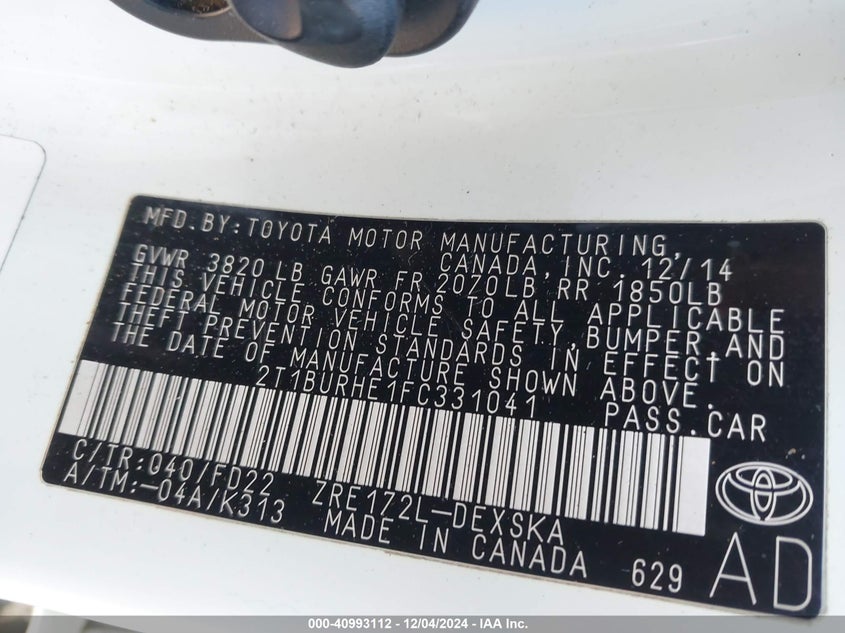 MFD.BY:TOYOTA MOTOR MANUFACTURING,
CANADA,INC. 12/14
GVWR 3820LB GAWR FR 2070LB RR 1850LB
THIS VEHICLE CONFORMS TO ALL APPLICABLE
FEDERAL MOTOR VEHICLE SAFETY,BUMPER,AND
THEFT PREVENTION STANDARDS IN EFFECT ON
THE DATE OF MANUFACTURE SHOWN ABOVE.
2T1BURHE1FC331041 PASS.CAR
C/TR:040/FD22 ZRE172L-DEXSKA
A/TM:-04A/K313 MADE IN CANADA 629 AD
000-40993112 - 12/04/2024 - IAA Inc.